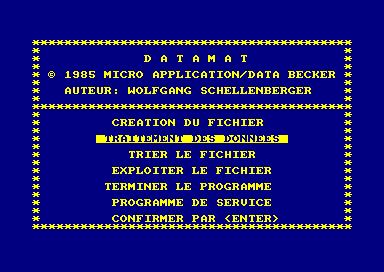 D A T A M A T
© 1985 MICRO APPLICATION/DATA BECKER
AUTEUR: WOLFGANG SCHELLENBERGER
CREATION DU FICHIER
TRAITEMENT DES DONNEES
TRIER LE FICHIER
EXPLOITER LE FICHIER
TERMINER LE PROGRAMME
PROGRAMME DE SERVICE
CONFIRMER PAR <ENTER>